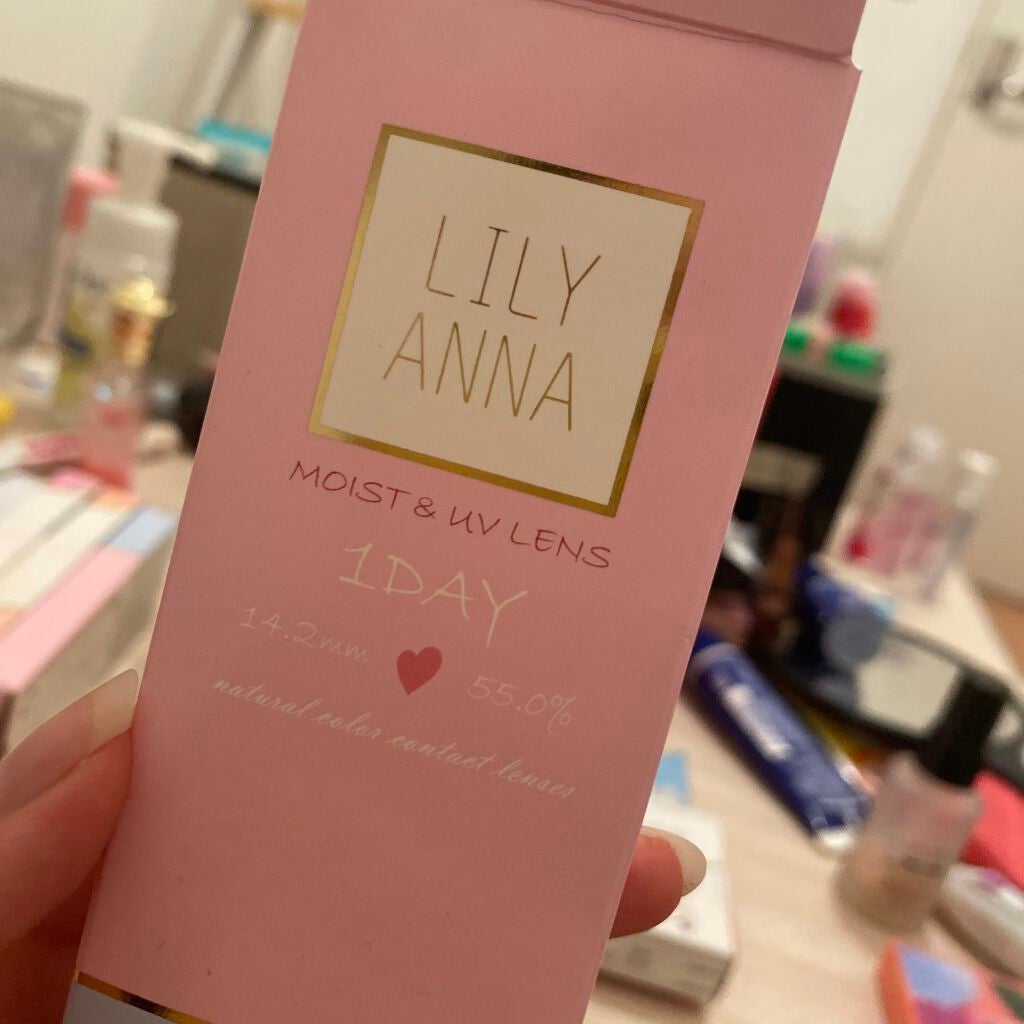 LILY
ANNA
MOIST & UV LENS
1DAY
14.2mm 55.0%
natural color contact lenses